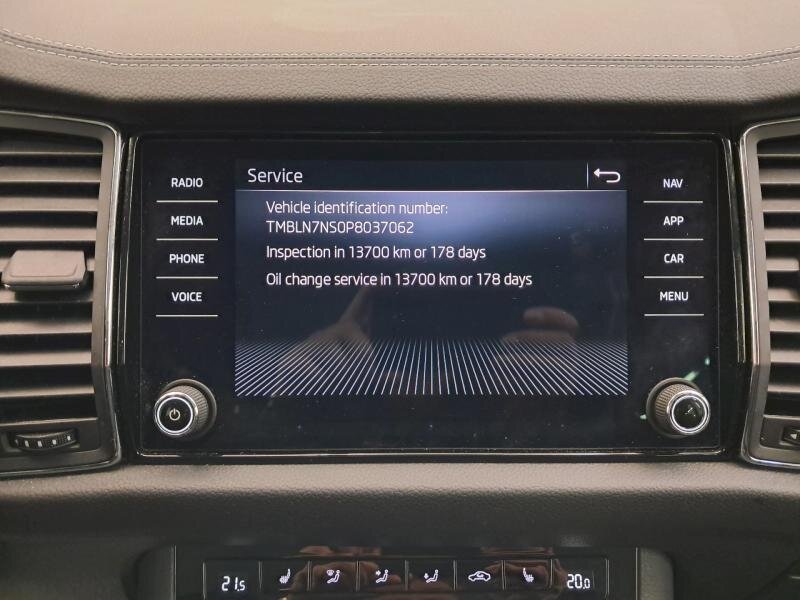 Service
RADIO
MEDIA
PHONE
VOICE
Vehicle identification number:
TMBLN7NS0P8037062
Inspection in 13700 km or 178 days
Oil change service in 13700 km or 178 days
NAV
APP
CAR
MENU
21.5
20.0